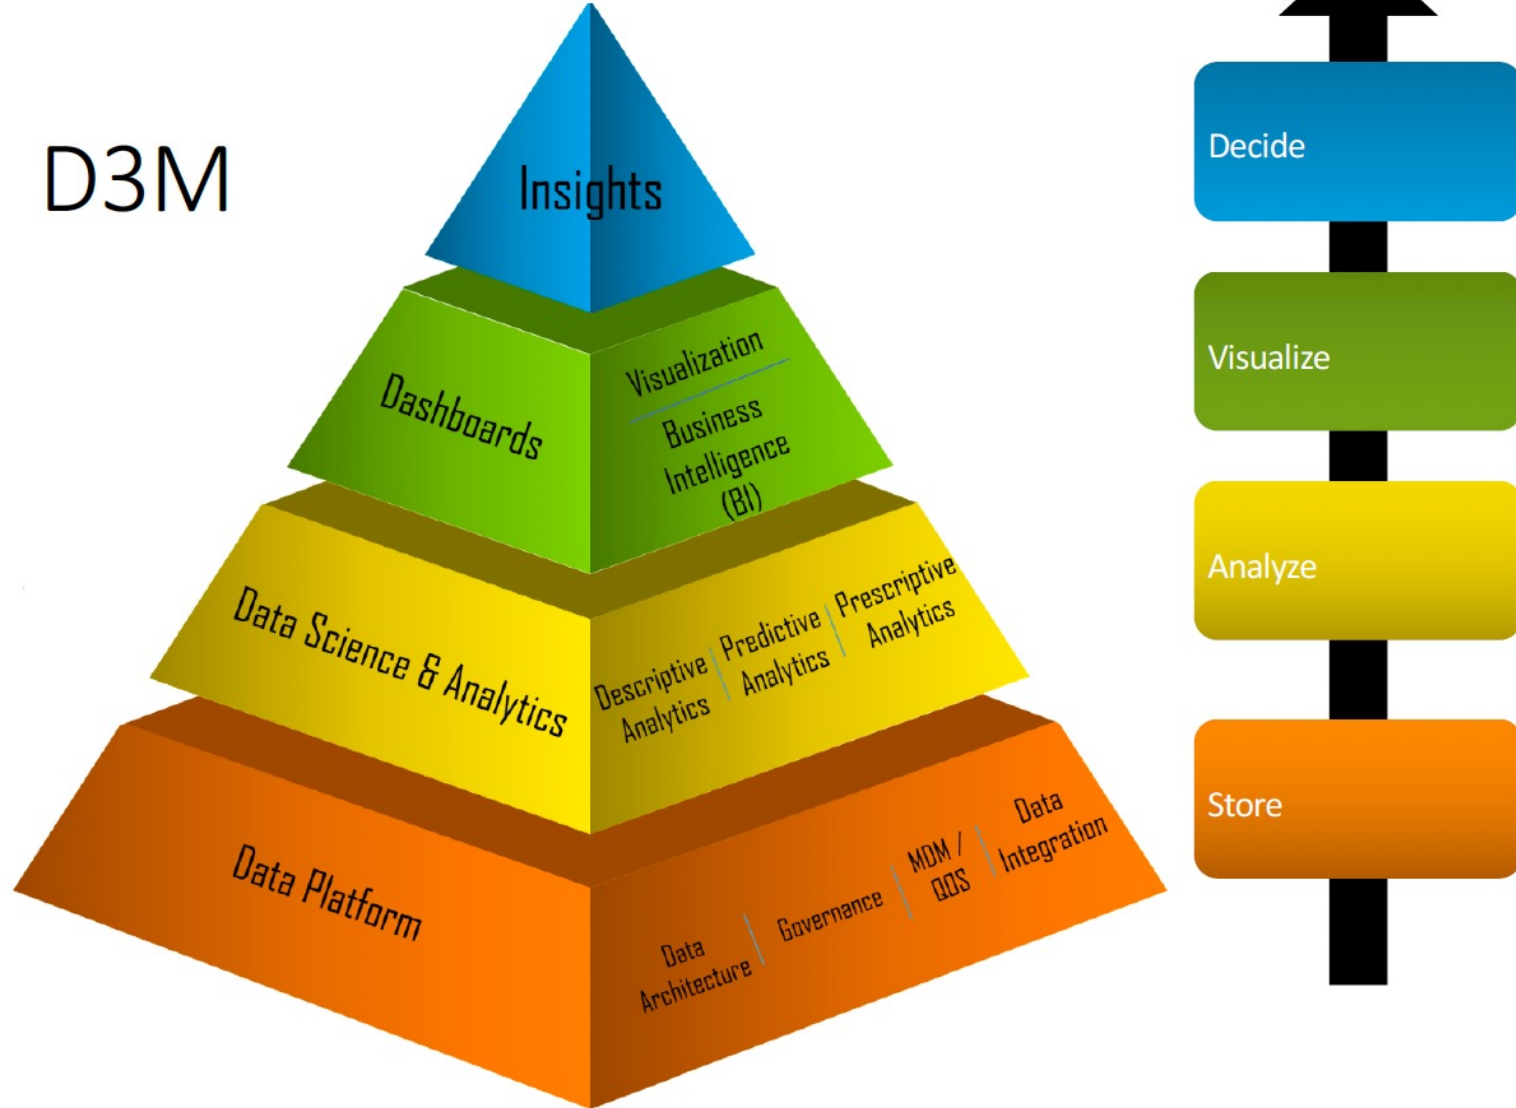 D3M
Insights
Decide
Dashboards
Visualization
Business
Intelligence
(BI)
Visualize
Data Science & Analytics
Descriptive
Analytics
Predictive
Analytics
Prescriptive
Analytics
Analyze
Data Platform
Data
Architecture
Governance
MDM /
QOS
Data
Integration
Store